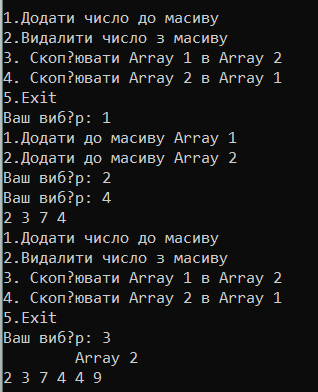 1.Додати число до масиву
2.Видалити число з масиву
3. Скоп?ювати Array 1 в Array 2
4. Скоп?ювати Array 2 в Array 1
5.Exit
Ваш виб?р: 1
1.Додати до масиву Array 1
2.Додати до масиву Array 2
Ваш виб?р: 2
Ваш виб?р: 4
2 3 7 4
1.Додати число до масиву
2.Видалити число з масиву
3. Скоп?ювати Array 1 в Array 2
4. Скоп?ювати Array 2 в Array 1
5.Exit
Ваш виб?р: 3
Array 2
2 3 7 4 4 9